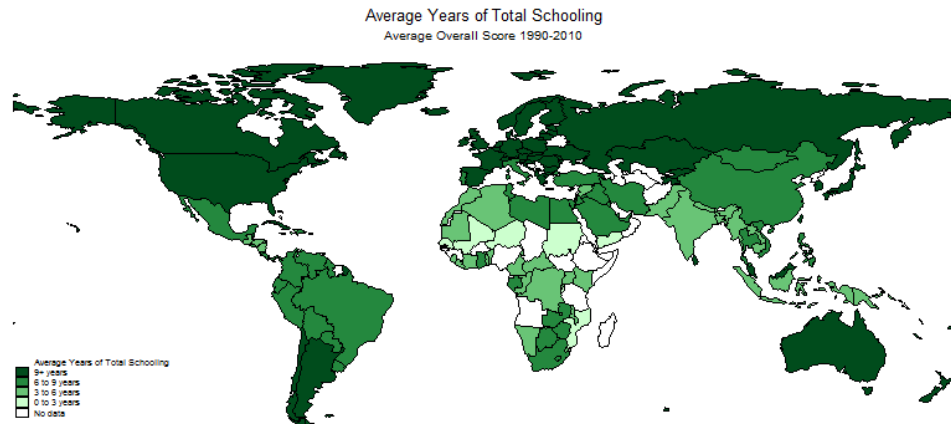 Average Years of Total Schooling
Average Overall Score 1990-2010
Average Years of Total Schooling
9+ years
6 to 9 years
3 to 6 years
0 to 3 years
No data